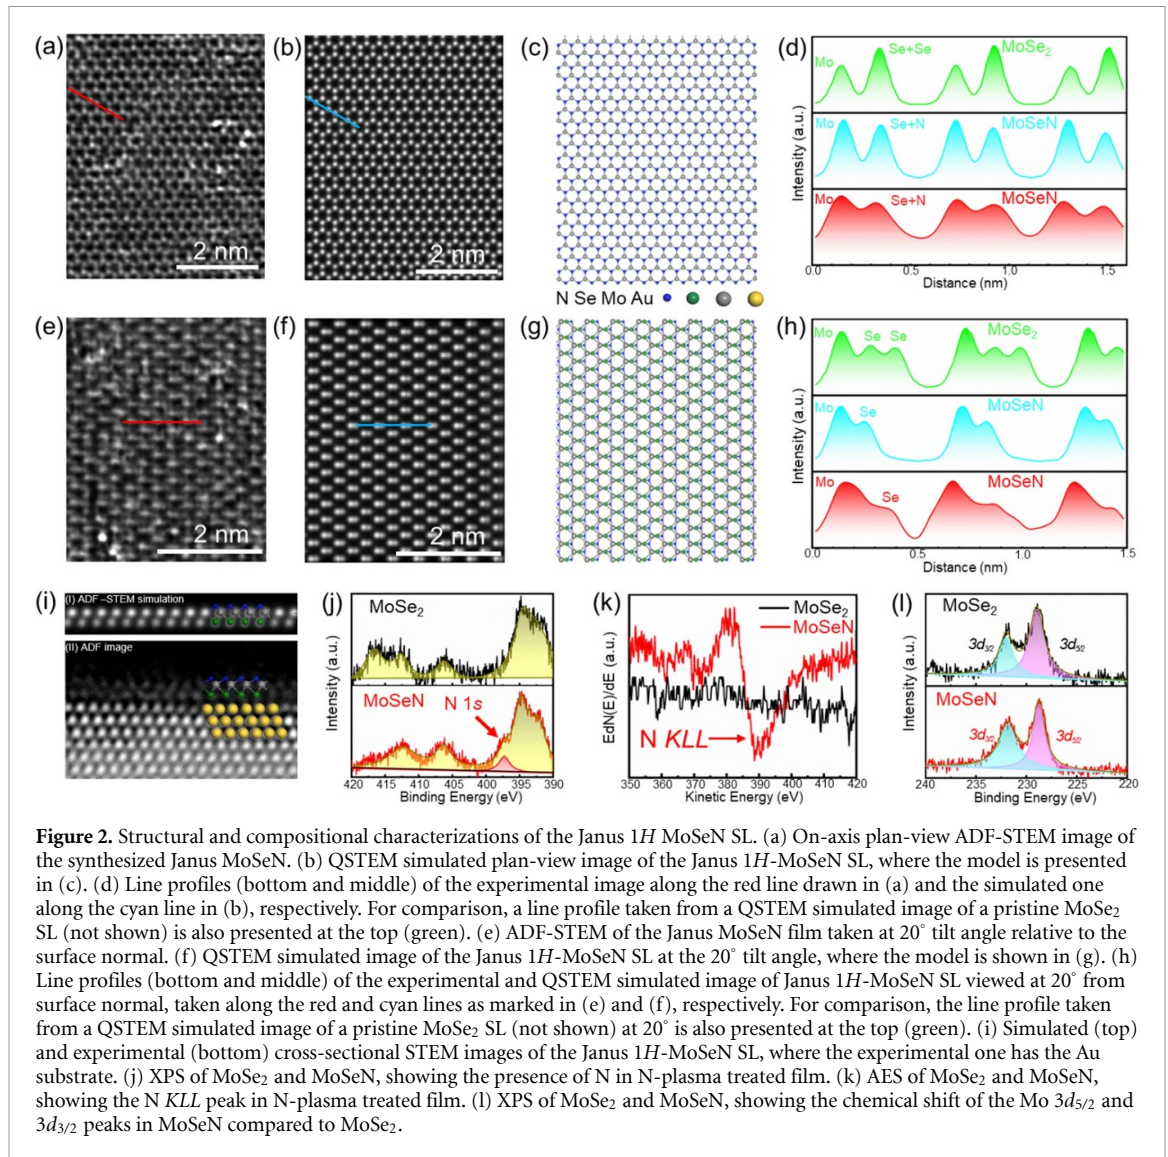 (a)
2 nm
(b)
2 nm
(c)
N Se Mo Au
(d)
Mo
Se+Se
MoSe2
Mo
Se+N
MoSeN
Mo
Se+N
MoSeN
Intensity (a.u.)
0.0 0.5 1.0 1.5
Distance (nm)
(e)
2 nm
(f)
2 nm
(g)
(h)
Mo
Se Se
MoSe2
Mo
Se
MoSeN
Mo
Se
MoSeN
Intensity (a.u.)
0.0 0.5 1.0 1.5
Distance (nm)
(i)
(I) ADF –STEM simulation
(II) ADF image
(j)
MoSe2
MoSeN
N 1s
Intensity (a.u.)
420 415 410 405 400 395 390
Binding Energy (eV)
(k)
MoSe2
MoSeN
N KLL
EdN(E)/dE (a.u.)
350 360 370 380 390 400 410 420
Kinetic Energy (eV)
(l)
MoSe2
3d3/2
3d5/2
MoSeN
3d3/2
3d5/2
Intensity (a.u.)
240 235 230 225 220
Binding Energy (eV)
Figure 2. Structural and compositional characterizations of the Janus 1H MoSeN SL. (a) On-axis plan-view ADF-STEM image of
the synthesized Janus MoSeN. (b) QSTEM simulated plan-view image of the Janus 1H-MoSeN SL, where the model is presented
in (c). (d) Line profiles (bottom and middle) of the experimental image along the red line drawn in (a) and the simulated one
along the cyan line in (b), respectively. For comparison, a line profile taken from a QSTEM simulated image of a pristine MoSe2
SL (not shown) is also presented at the top (green). (e) ADF-STEM of the Janus MoSeN film taken at 20° tilt angle relative to the
surface normal. (f) QSTEM simulated image of the Janus 1H-MoSeN SL at the 20° tilt angle, where the model is shown in (g). (h)
Line profiles (bottom and middle) of the experimental and QSTEM simulated image of Janus 1H-MoSeN SL viewed at 20° from
surface normal, taken along the red and cyan lines as marked in (e) and (f), respectively. For comparison, the line profile taken
from a QSTEM simulated image of a pristine MoSe2 SL (not shown) at 20° is also presented at the top (green). (i) Simulated (top)
and experimental (bottom) cross-sectional STEM images of the Janus 1H-MoSeN SL, where the experimental one has the Au
substrate. (j) XPS of MoSe2 and MoSeN, showing the presence of N in N-plasma treated film. (k) AES of MoSe2 and MoSeN,
showing the N KLL peak in N-plasma treated film. (l) XPS of MoSe2 and MoSeN, showing the chemical shift of the Mo 3d5/2 and
3d3/2 peaks in MoSeN compared to MoSe2.